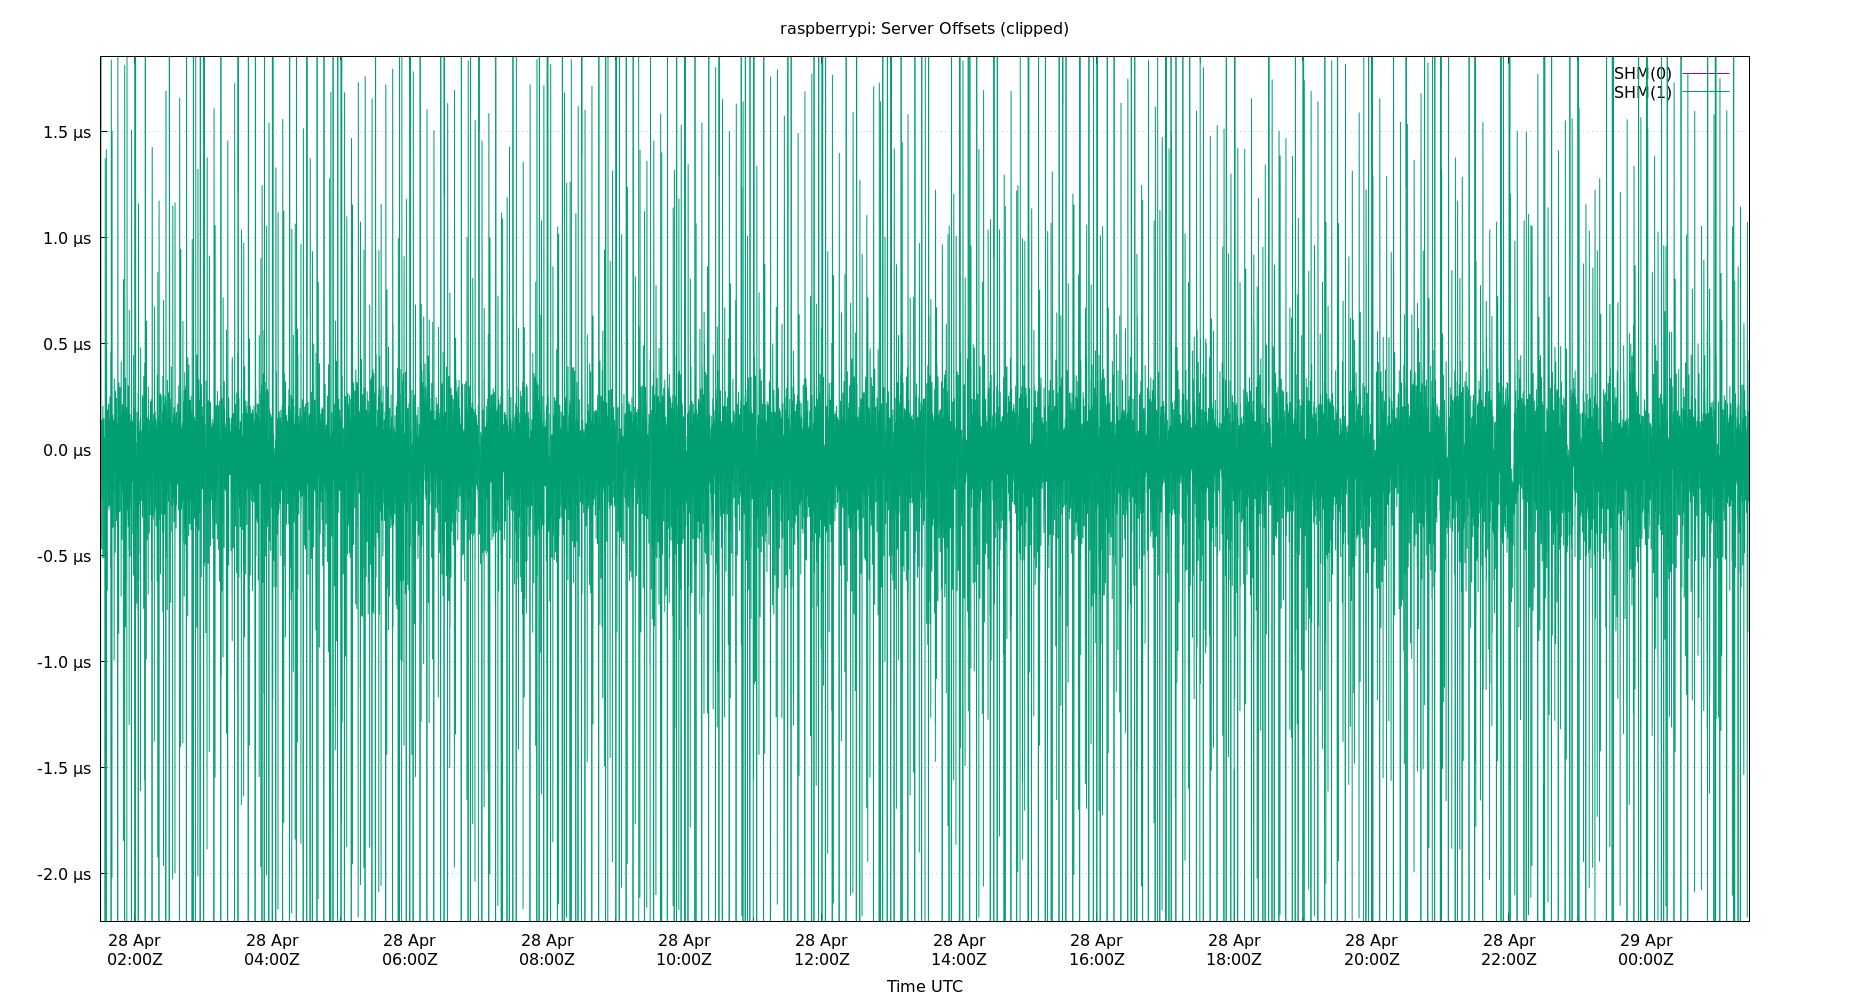 raspberrypi: Server Offsets (clipped)
SHM(0)
SHM(1)
1.5 µs
1.0 µs
0.5 µs
0.0 µs
-0.5 µs
-1.0 µs
-1.5 µs
-2.0 µs
28 Apr 28 Apr 28 Apr 28 Apr 28 Apr 28 Apr 28 Apr 28 Apr 28 Apr 28 Apr 28 Apr 29 Apr
02:00Z 04:00Z 06:00Z 08:00Z 10:00Z 12:00Z 14:00Z 16:00Z 18:00Z 20:00Z 22:00Z 00:00Z
Time UTC